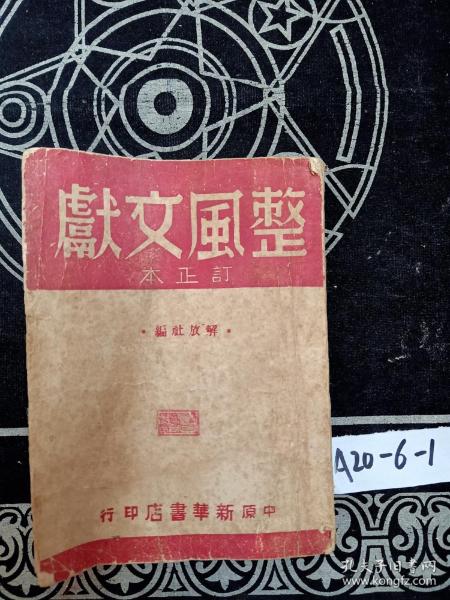 整風文獻
訂正本
·解放社編·
中原新華書店印行
A20-6-1
孔夫子旧书网
www.kongfz.com